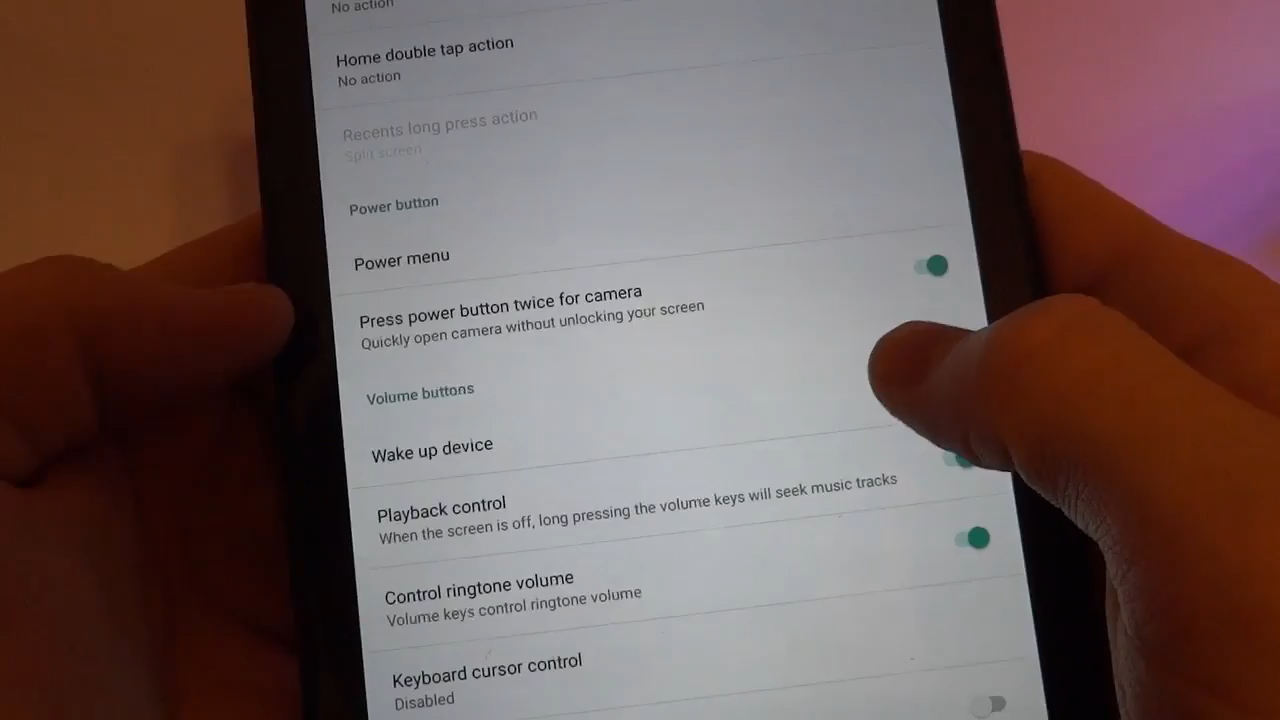 No action
Home double tap action
No action
Recents long press action
Split screen
Power button
Power menu
Press power button twice for camera
Quickly open camera without unlocking your screen
Volume buttons
Wake up device
Playback control
When the screen is off, long pressing the volume keys will seek music tracks
Control ringtone volume
Volume keys control ringtone volume
Keyboard cursor control
Disabled